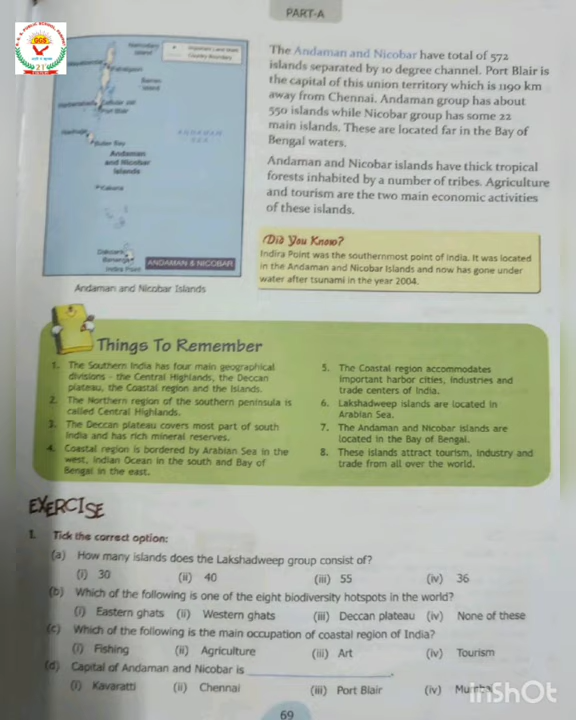 PART-A
The Andaman and Nicobar have total of 572
islands separated by 10 degree channel. Port Blair is
the capital of this union territory which is 1190 km
away from Chennai. Andaman group has about
550 islands while Nicobar group has some 22
main islands. These are located far in the Bay of
Bengal waters.
Andaman and Nicobar islands have thick tropical
forests inhabited by a number of tribes. Agriculture
and tourism are the two main economic activities
of these islands.
Did You Know?
Indira Point was the southernmost point of India. It was located
in the Andaman and Nicobar Islands and now has gone under
water after tsunami in the year 2004.
ANDAMAN
SEA
Andaman
and Nicobar
Islands
Indira Point
ANDAMAN & NICOBAR
Andaman and Nicobar Islands
Things To Remember
1. The Southern India has four main geographical
divisions - the Central Highlands, the Deccan
plateau, the Coastal region and the Islands.
2. The Northern region of the southern peninsula is
called Central Highlands.
3. The Deccan plateau covers most part of south
India and has rich mineral reserves.
4. Coastal region is bordered by Arabian Sea in the
west, Indian Ocean in the south and Bay of
Bengal in the east.
5. The Coastal region accommodates
important harbor cities, industries and
trade centers of India.
6. Lakshadweep islands are located in
Arabian Sea.
7. The Andaman and Nicobar islands are
located in the Bay of Bengal.
8. These islands attract tourism, industry and
trade from all over the world.
EXERCISE
1. Tick the correct option:
(a) How many islands does the Lakshadweep group consist of?
(i) 30 (ii) 40 (iii) 55 (iv) 36
(b) Which of the following is one of the eight biodiversity hotspots in the world?
(i) Eastern ghats (ii) Western ghats (iii) Deccan plateau (iv) None of these
(c) Which of the following is the main occupation of coastal region of India?
(i) Fishing (ii) Agriculture (iii) Art (iv) Tourism
(d) Capital of Andaman and Nicobar is ____________.
(i) Kavaratti (ii) Chennai (iii) Port Blair (iv)
InShOt
69